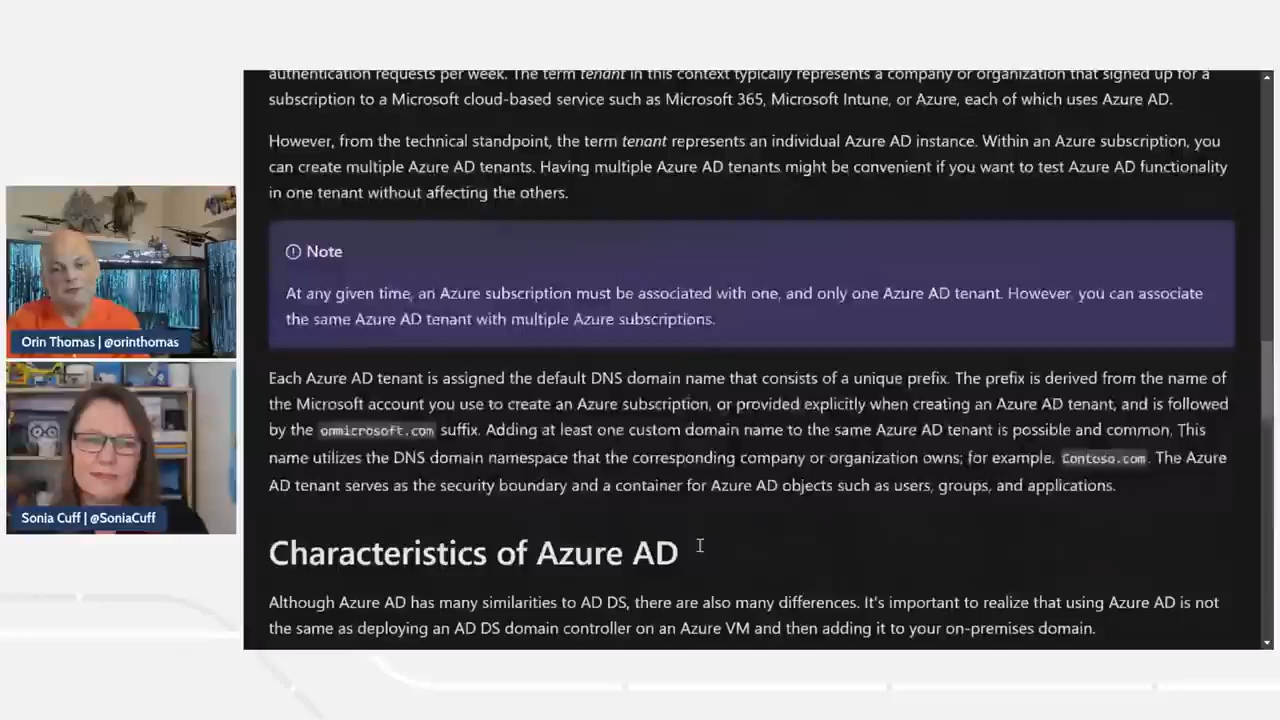 authentication requests per week. The term tenant in this context typically represents a company or organization that signed up for a
subscription to a Microsoft cloud-based service such as Microsoft 365, Microsoft Intune, or Azure, each of which uses Azure AD.
However, from the technical standpoint, the term tenant represents an individual Azure AD instance. Within an Azure subscription, you
can create multiple Azure AD tenants. Having multiple Azure AD tenants might be convenient if you want to test Azure AD functionality
in one tenant without affecting the others.
Note
At any given time, an Azure subscription must be associated with one, and only one Azure AD tenant. However, you can associate
the same Azure AD tenant with multiple Azure subscriptions.
Each Azure AD tenant is assigned the default DNS domain name that consists of a unique prefix. The prefix is derived from the name of
the Microsoft account you use to create an Azure subscription, or provided explicitly when creating an Azure AD tenant, and is followed
by the onmicrosoft.com suffix. Adding at least one custom domain name to the same Azure AD tenant is possible and common. This
name utilizes the DNS domain namespace that the corresponding company or organization owns; for example, Contoso.com. The Azure
AD tenant serves as the security boundary and a container for Azure AD objects such as users, groups, and applications.
Characteristics of Azure AD
Although Azure AD has many similarities to AD DS, there are also many differences. It's important to realize that using Azure AD is not
the same as deploying an AD DS domain controller on an Azure VM and then adding it to your on-premises domain.
Orin Thomas | @orinthomas
Sonia Cuff | @SoniaCuff